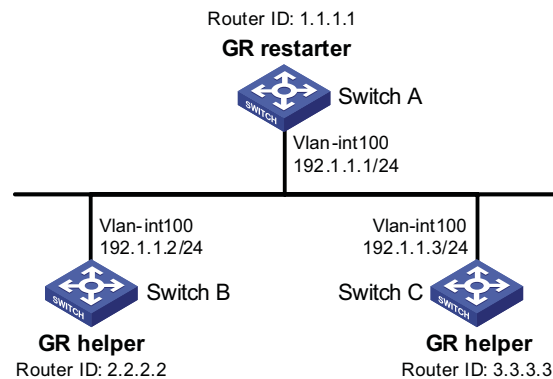 Router ID: 1.1.1.1
GR restarter
SWITCH
Switch A
Vlan-int100
192.1.1.1/24
Vlan-int100
192.1.1.2/24
Vlan-int100
192.1.1.3/24
SWITCH
Switch B
Switch C
SWITCH
GR helper
Router ID: 2.2.2.2
GR helper
Router ID: 3.3.3.3